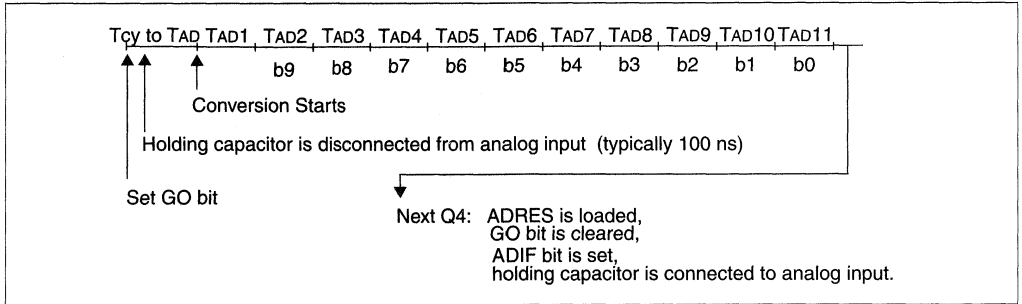 Tcy to TAD TAD1 TAD2 TAD3 TAD4 TAD5 TAD6 TAD7 TAD8 TAD9 TAD10 TAD11
b9 b8 b7 b6 b5 b4 b3 b2 b1 b0
Conversion Starts
Holding capacitor is disconnected from analog input (typically 100 ns)
Set GO bit
Next Q4: ADRES is loaded,
GO bit is cleared,
ADIF bit is set,
holding capacitor is connected to analog input.